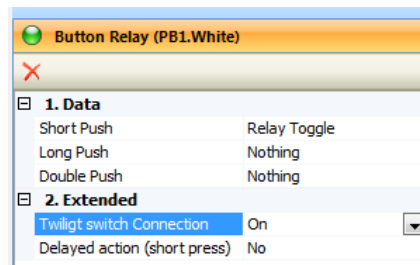 Button Relay (PB1.White)
1. Data
Short Push Relay Toggle
Long Push Nothing
Double Push Nothing
2. Extended
Twiligt switch Connection On
Delayed action (short press) No